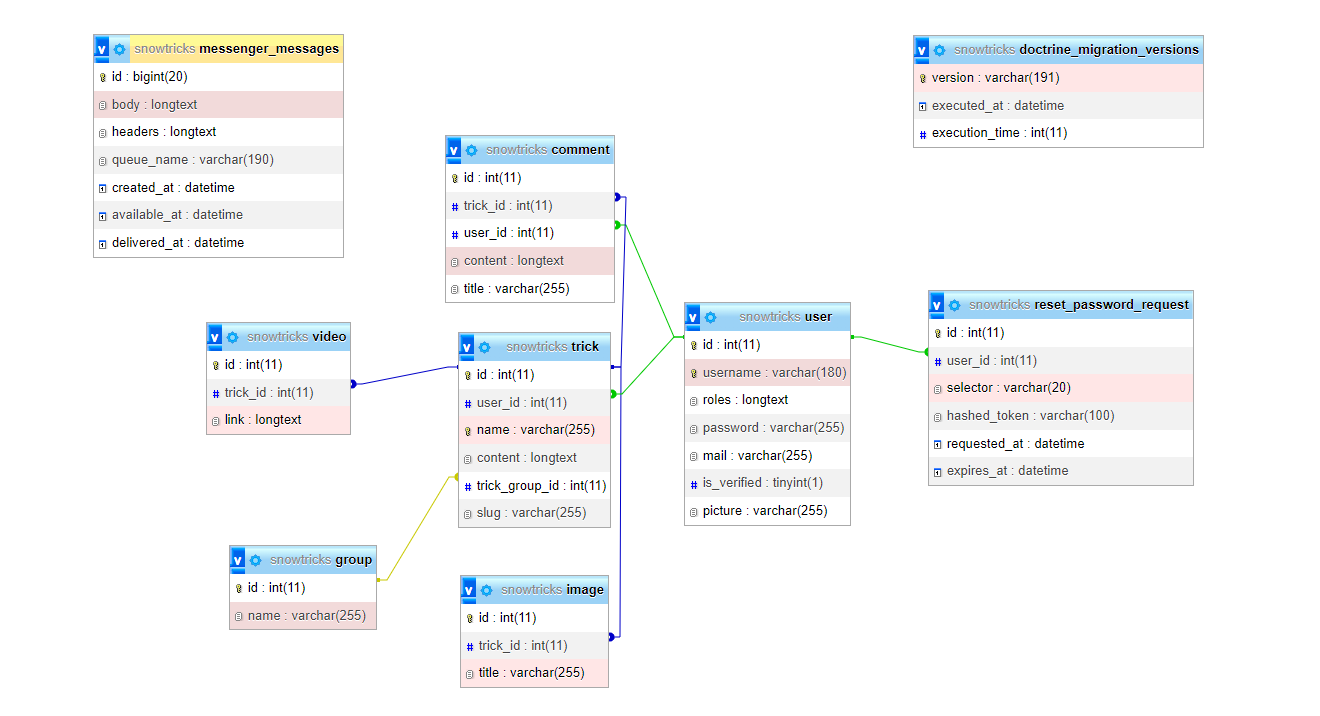 snowtricks messenger_messages
id : bigint(20)
body : longtext
headers : longtext
queue_name : varchar(190)
created_at : datetime
available_at : datetime
delivered_at : datetime
snowtricks doctrine_migration_versions
version : varchar(191)
executed_at : datetime
execution_time : int(11)
snowtricks comment
id : int(11)
trick_id : int(11)
user_id : int(11)
content : longtext
title : varchar(255)
snowtricks video
id : int(11)
trick_id : int(11)
link : longtext
snowtricks trick
id : int(11)
user_id : int(11)
name : varchar(255)
content : longtext
trick_group_id : int(11)
slug : varchar(255)
snowtricks user
id : int(11)
username : varchar(180)
roles : longtext
password : varchar(255)
mail : varchar(255)
is_verified : tinyint(1)
picture : varchar(255)
snowtricks reset_password_request
id : int(11)
user_id : int(11)
selector : varchar(20)
hashed_token : varchar(100)
requested_at : datetime
expires_at : datetime
snowtricks group
id : int(11)
name : varchar(255)
snowtricks image
id : int(11)
trick_id : int(11)
title : varchar(255)